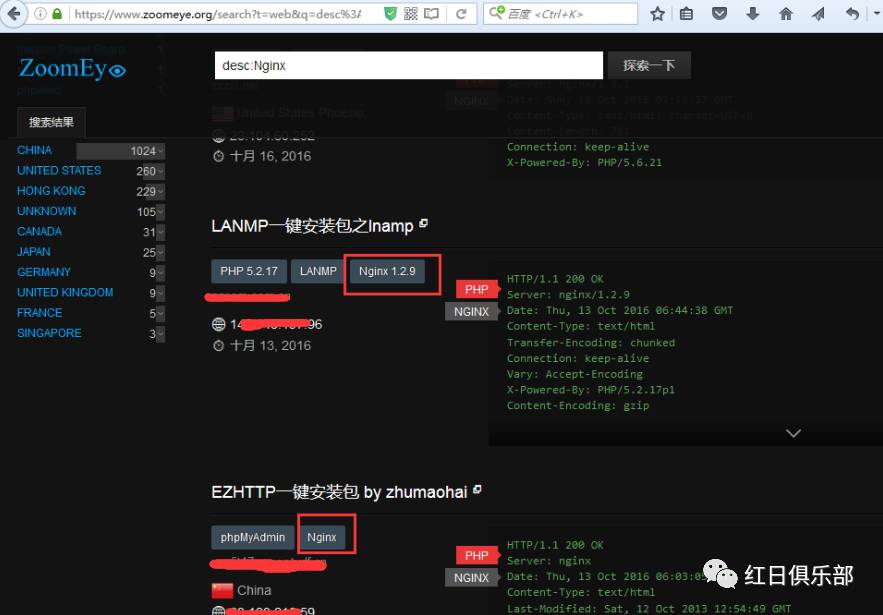 https://www.zoomeye.org/search?t=web&q=desc%3A
百度 <Ctrl+K>
ZoomEye
desc:Nginx
探索一下
搜索结果
CHINA 1024
UNITED STATES 260
HONG KONG 229
UNKNOWN 105
CANADA 31
JAPAN 25
GERMANY 9
UNITED KINGDOM 9
FRANCE 5
SINGAPORE 3
NGINX
United States Phoenix
十月 16, 2016
Connection: keep-alive
X-Powered-By: PHP/5.6.21
LANMP一键安装包之lnamp
PHP 5.2.17
LANMP
Nginx 1.2.9
十月 13, 2016
PHP
NGINX
HTTP/1.1 200 OK
Server: nginx/1.2.9
Date: Thu, 13 Oct 2016 06:44:38 GMT
Content-Type: text/html
Transfer-Encoding: chunked
Connection: keep-alive
Vary: Accept-Encoding
X-Powered-By: PHP/5.2.17p1
Content-Encoding: gzip
EZHTTP一键安装包 by zhumaohai
phpMyAdmin
Nginx
China
PHP
NGINX
HTTP/1.1 200 OK
Server: nginx
Date: Thu, 13 Oct 2016 06:03:05
Content-Type: text/html
Last-Modified: Sat, 12 Oct 2013 12:54:49 GMT
红日俱乐部